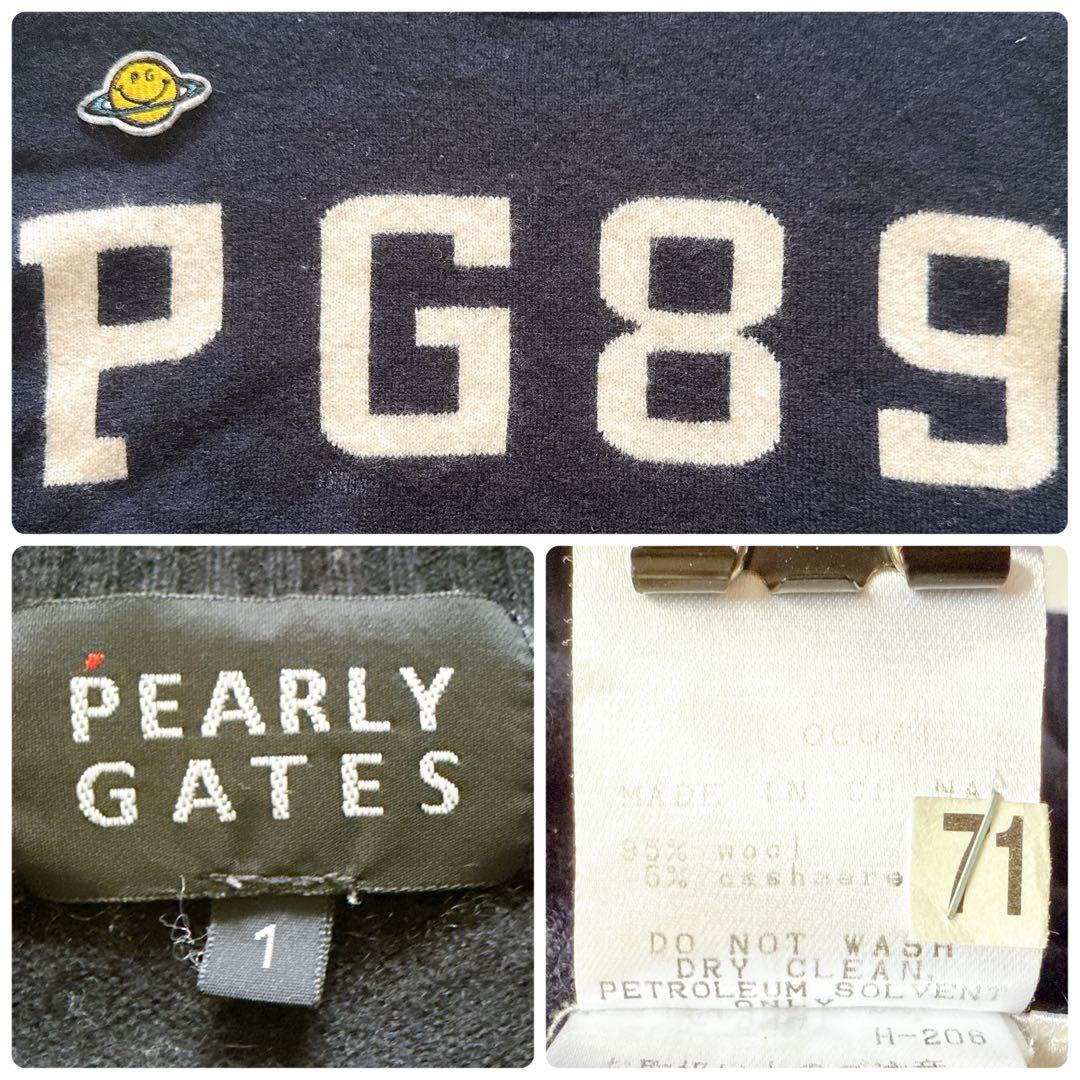 PG
PG89
PEARLY
GATES
1
MADE IN CHINA
95% wool
5% cashmere
71
DO NOT WASH
DRY CLEAN,
PETROLEUM SOLVENT
ONLY
H-206